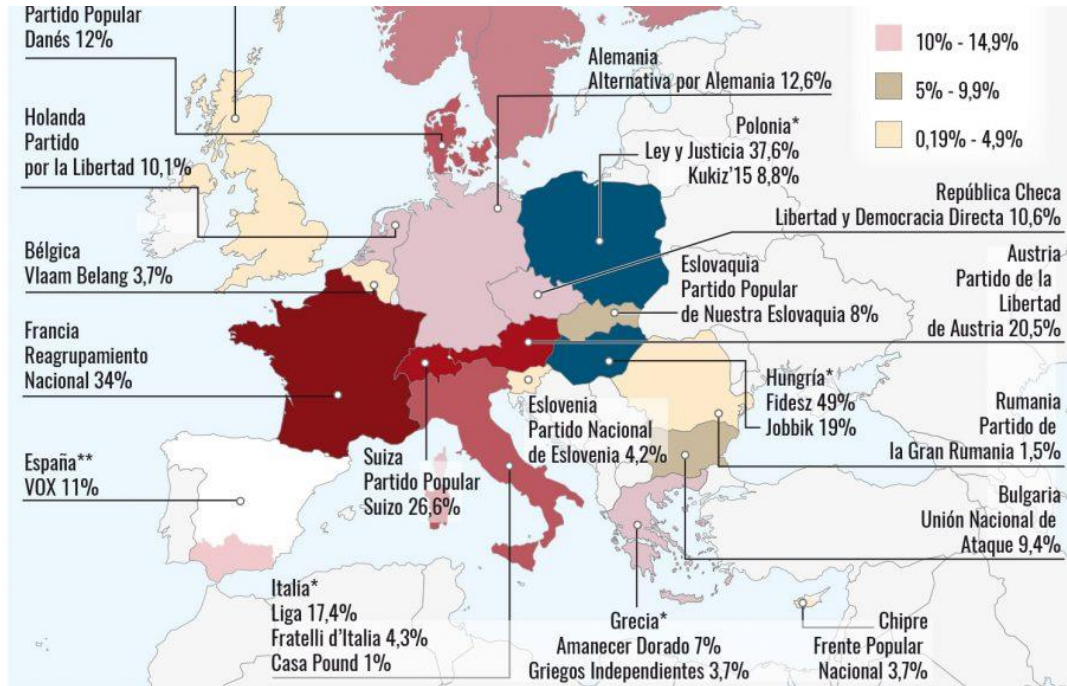 Partido Popular
Danés 12%
Holanda
Partido
por la Libertad 10,1%
Bélgica
Vlaam Belang 3,7%
Francia
Reagrupamiento
Nacional 34%
España**
VOX 11%
Alemania
Alternativa por Alemania 12,6%
Polonia*
Ley y Justicia 37,6%
Kukiz'15 8,8%
10% - 14,9%
5% - 9,9%
0,19% - 4,9%
República Checa
Libertad y Democracia Directa 10,6%
Austria
Partido de la
Libertad
de Austria 20,5%
Eslovaquia
Partido Popular
de Nuestra Eslovaquia 8%
Hungría*
Fidesz 49%
Jobbik 19%
Eslovenia
Partido Nacional
de Eslovenia 4,2%
Suiza
Partido Popular
Suizo 26,6%
Rumania
Partido de
la Gran Rumania 1,5%
Bulgaria
Unión Nacional de
Ataque 9,4%
Italia*
Liga 17,4%
Fratelli d'Italia 4,3%
Casa Pound 1%
Grecia*
Amanecer Dorado 7%
Griegos Independientes 3,7%
Chipre
Frente Popular
Nacional 3,7%